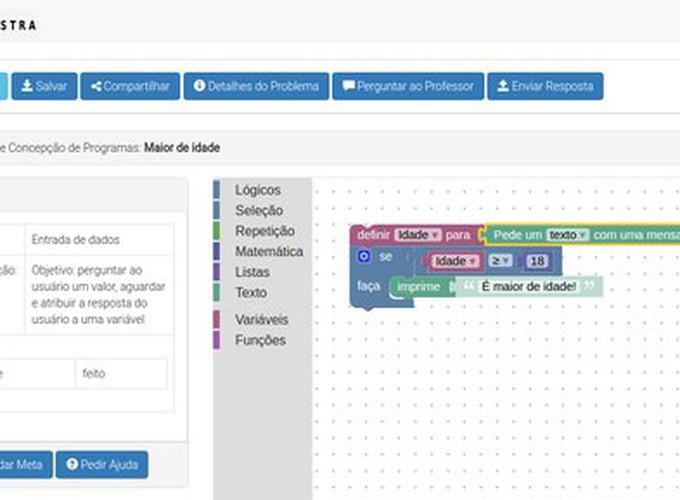 STRA
Salvar
Compartilhar
Detalhes do Problema
Perguntar ao Professor
Enviar Resposta
e Concepção de Programas: Maior de idade
Entrada de dados
ção:
Objetivo: perguntar ao
usuário um valor, aguardar
e atribuir a resposta do
usuário a uma variável
e
feito
dar Meta
Pedir Ajuda
Lógicos
Seleção
Repetição
Matemática
Listas
Texto
Variáveis
Funções
definir Idade para Pede um texto com uma mensa
se Idade ≥ 18
faça imprime “ É maior de idade! ”